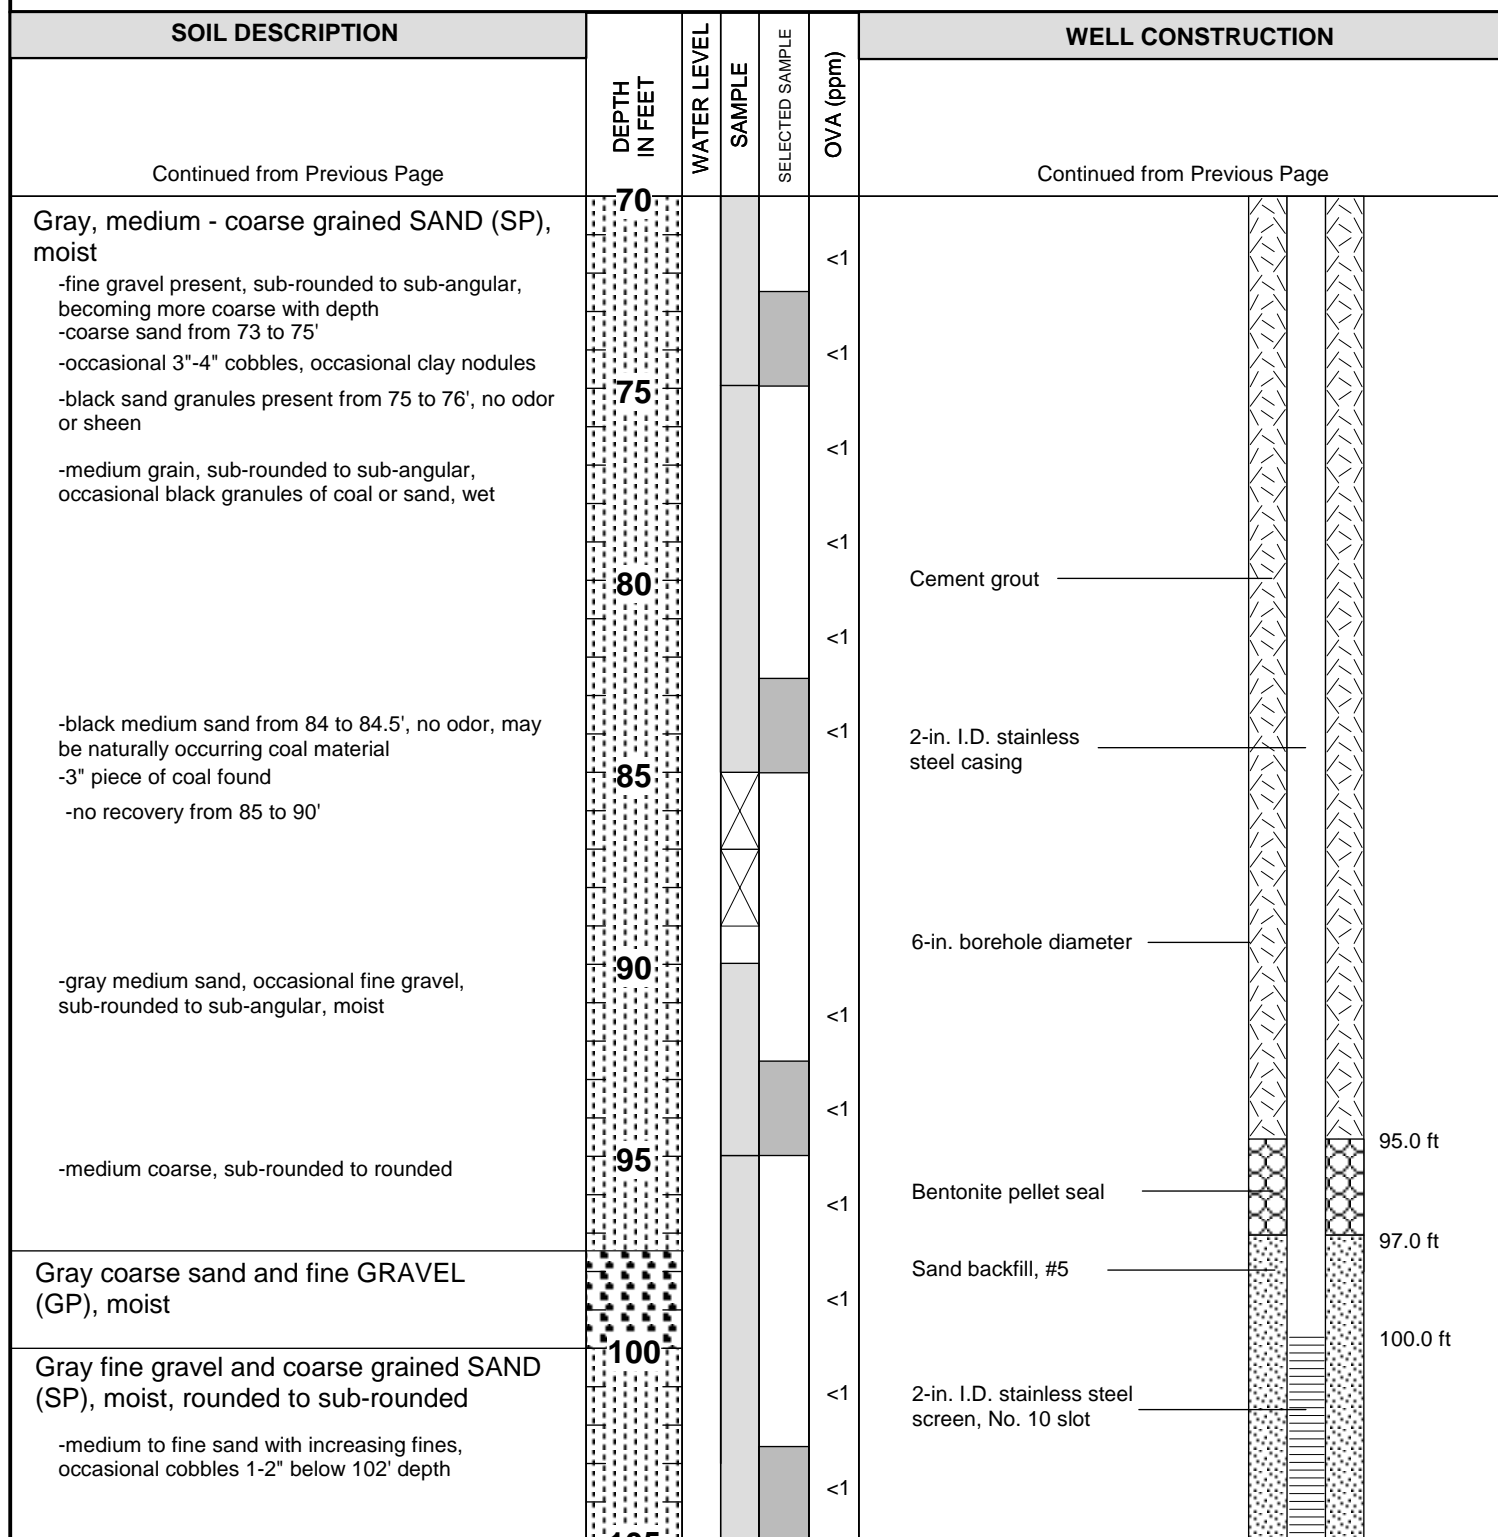 SOIL DESCRIPTION
DEPTH
IN FEET
WATER LEVEL
SAMPLE
SELECTED SAMPLE
OVA (ppm)
WELL CONSTRUCTION
Continued from Previous Page
Continued from Previous Page
70
Gray, medium - coarse grained SAND (SP),
moist
<1
-fine gravel present, sub-rounded to sub-angular,
becoming more coarse with depth
-coarse sand from 73 to 75'
-occasional 3"-4" cobbles, occasional clay nodules
<1
75
-black sand granules present from 75 to 76', no odor
or sheen
<1
-medium grain, sub-rounded to sub-angular,
occasional black granules of coal or sand, wet
<1
80
Cement grout
<1
-black medium sand from 84 to 84.5', no odor, may
be naturally occurring coal material
<1
2-in. I.D. stainless
steel casing
-3" piece of coal found
85
-no recovery from 85 to 90'
6-in. borehole diameter
90
-gray medium sand, occasional fine gravel,
sub-rounded to sub-angular, moist
<1
<1
95.0 ft
95
-medium coarse, sub-rounded to rounded
Bentonite pellet seal
<1
97.0 ft
Gray coarse sand and fine GRAVEL
(GP), moist
Sand backfill, #5
<1
100.0 ft
100
Gray fine gravel and coarse grained SAND
(SP), moist, rounded to sub-rounded
<1
2-in. I.D. stainless steel
screen, No. 10 slot
-medium to fine sand with increasing fines,
occasional cobbles 1-2" below 102' depth
<1